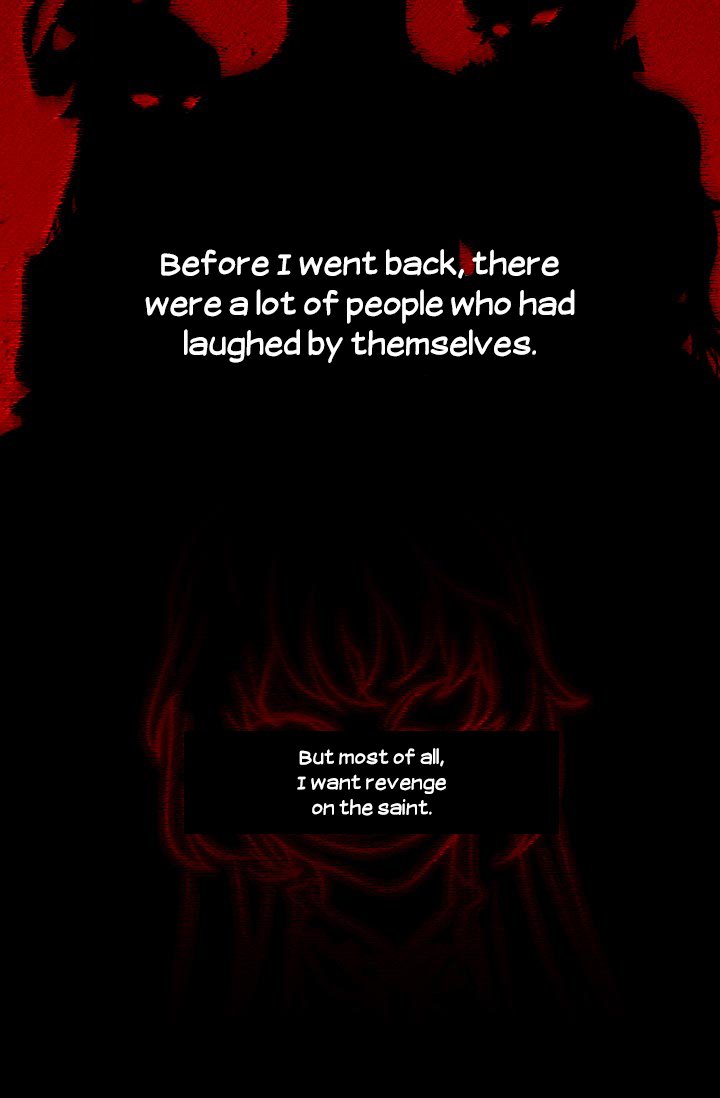 Before I went back, there
were a lot of people who had
laughed by themselves.
But most of all,
I want revenge
on the saint.